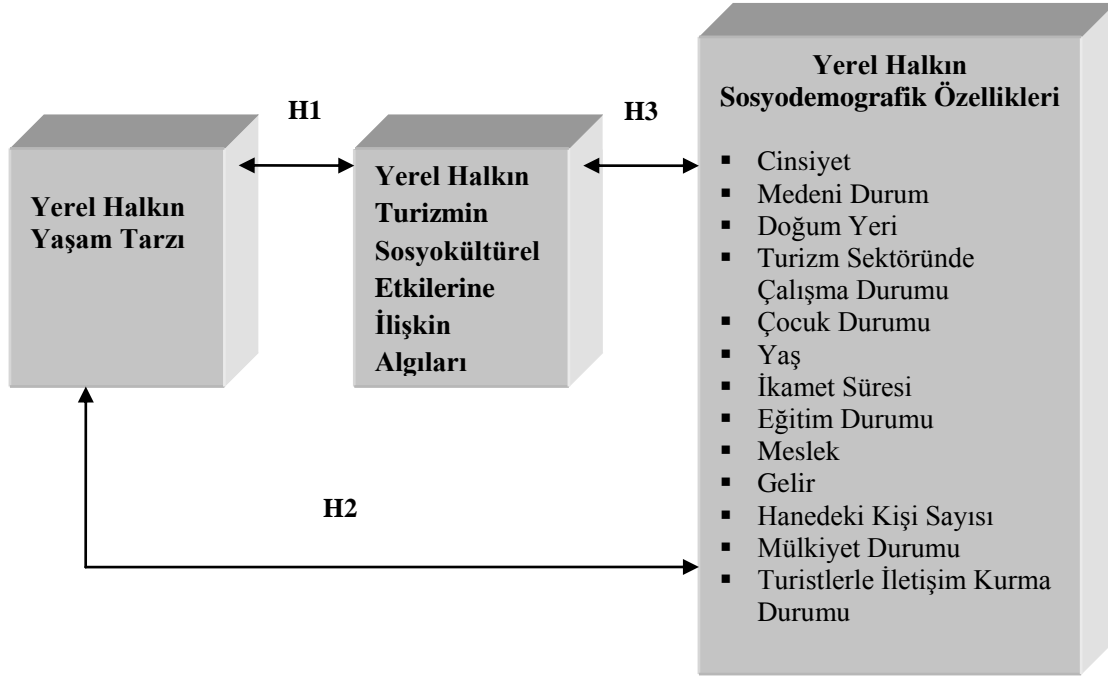 H1
H3
H2
Yerel Halkın
Yaşam Tarzı
Yerel Halkın
Turizmin
Sosyokültürel
Etkilerine
İlişkin
Algıları
Yerel Halkın
Sosyodemografik Özellikleri
▪ Cinsiyet
▪ Medeni Durum
▪ Doğum Yeri
▪ Turizm Sektöründe
Çalışma Durumu
▪ Çocuk Durumu
▪ Yaş
▪ İkamet Süresi
▪ Eğitim Durumu
▪ Meslek
▪ Gelir
▪ Hanedeki Kişi Sayısı
▪ Mülkiyet Durumu
▪ Turistlerle İletişim Kurma
Durumu